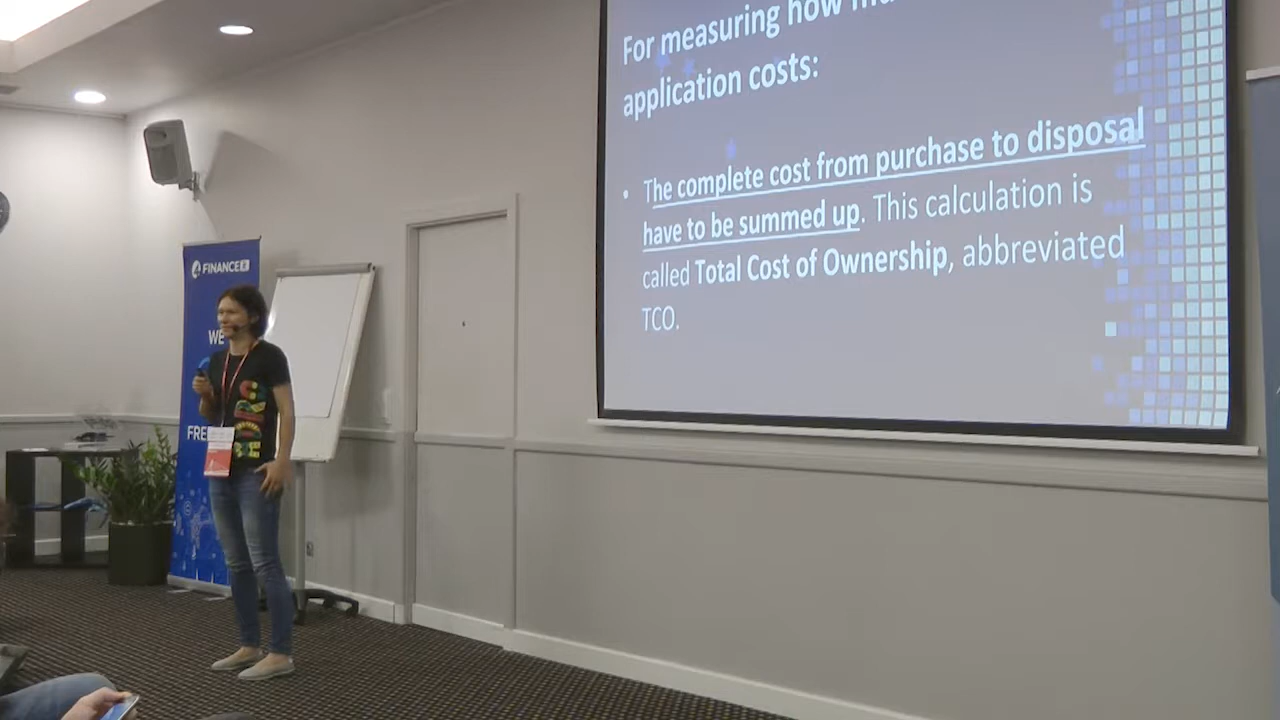 For measuring how
application costs:
• The complete cost from purchase to disposal
have to be summed up. This calculation is
called Total Cost of Ownership, abbreviated
TCO.
FINANCE
WE